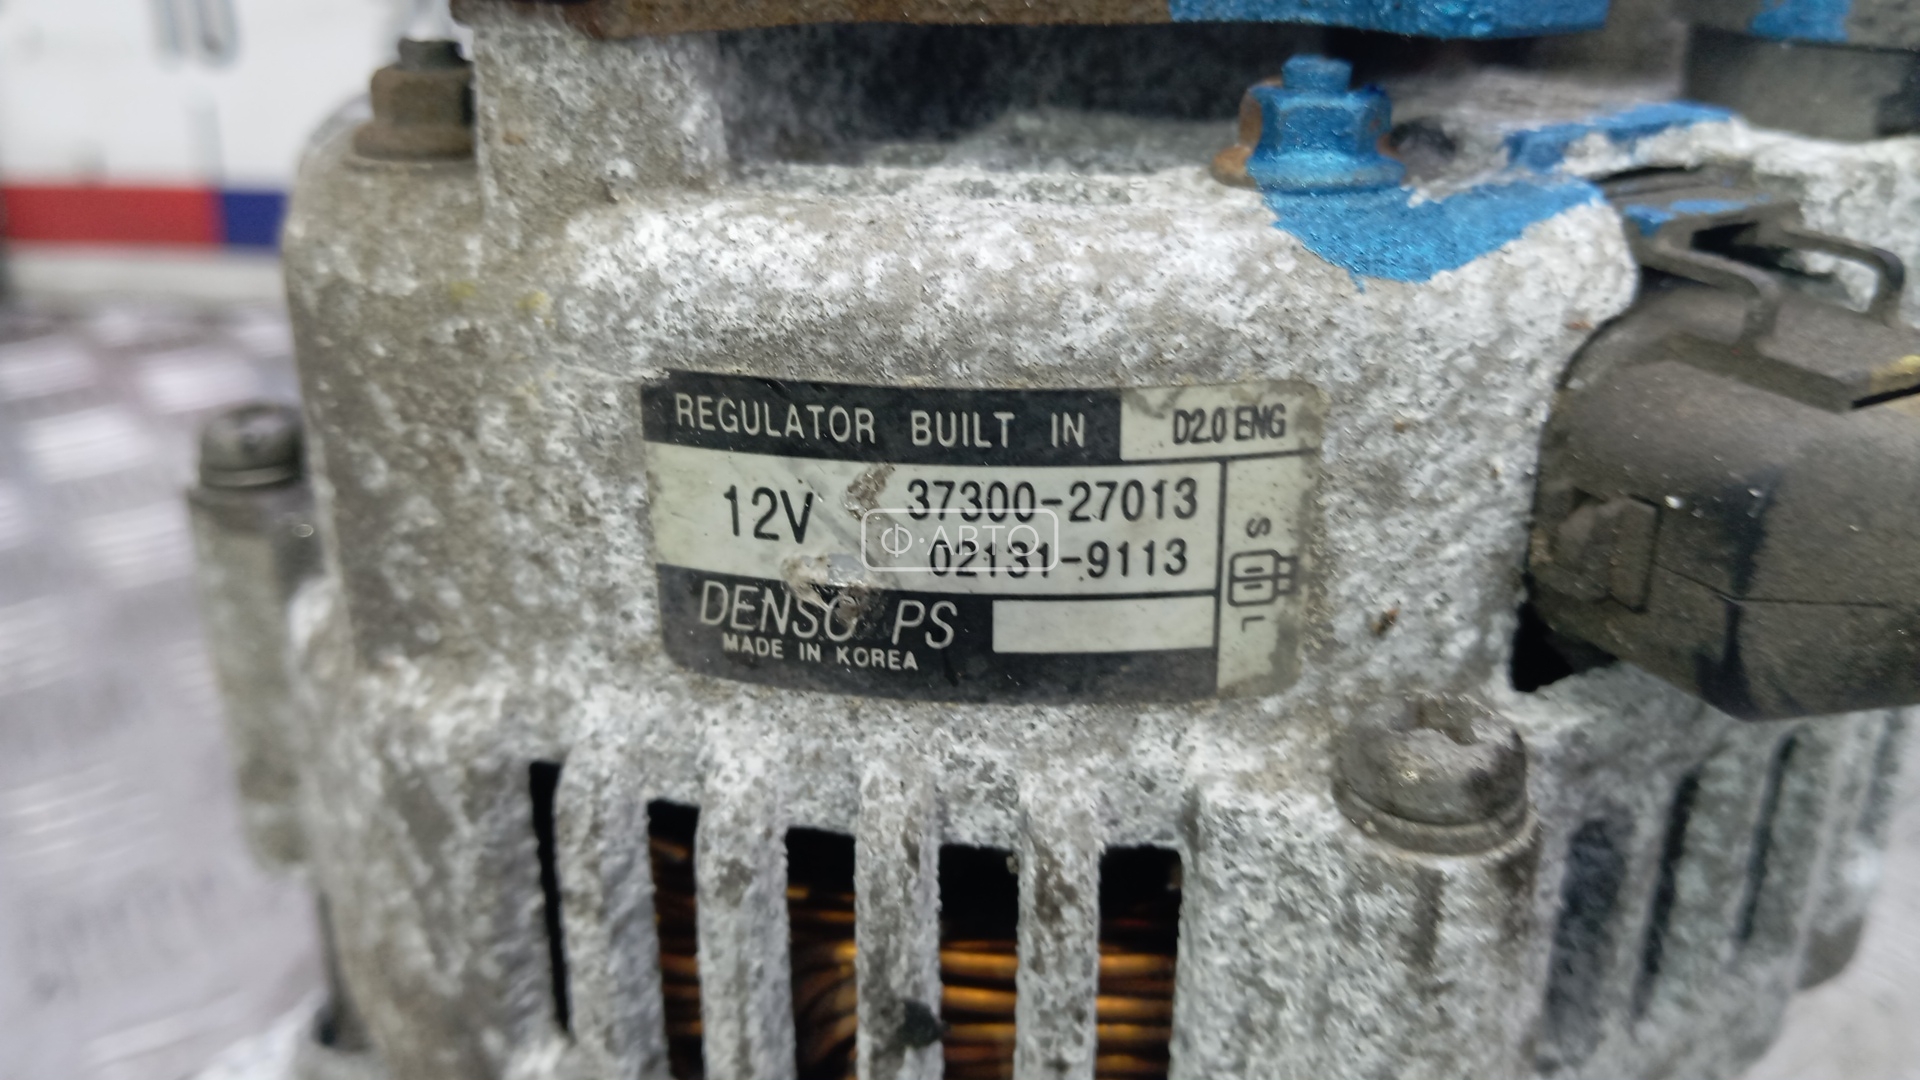 REGULATOR BUILT IN
D2.0 ENG
12V
37300-27013
Ф·АВТО
02131-9113
S
L
DENSO PS
MADE IN KOREA